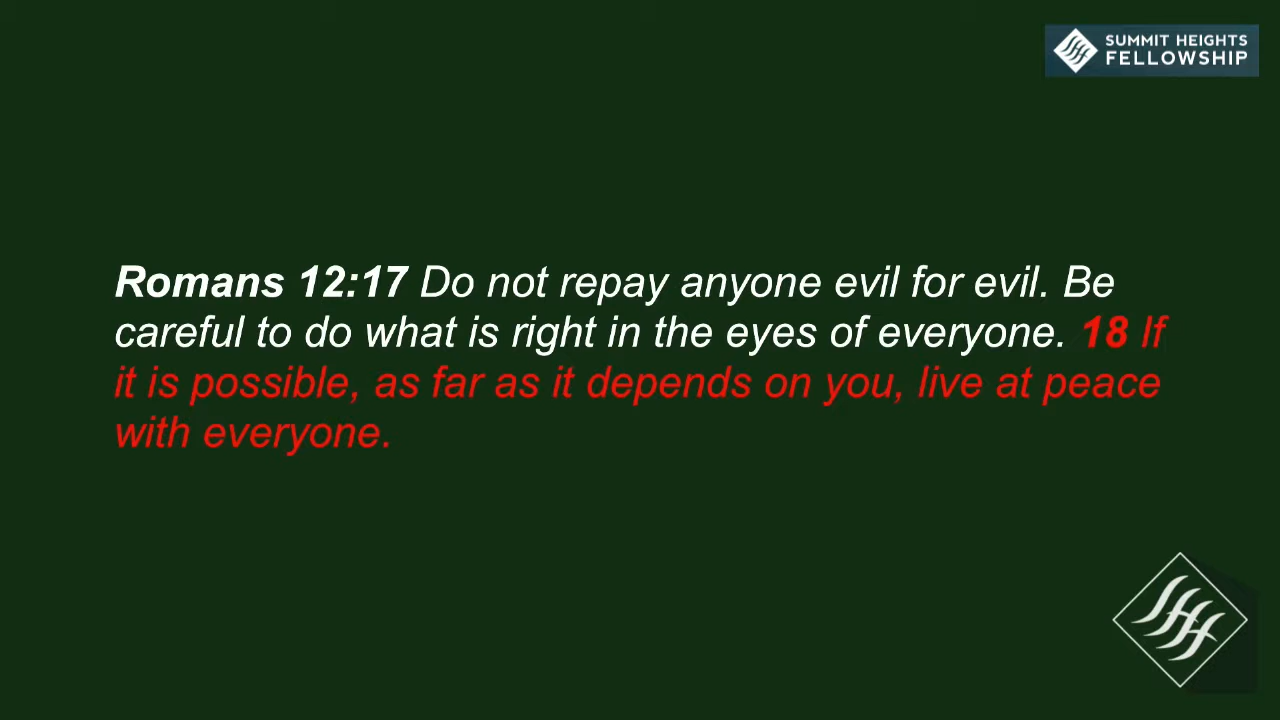 SUMMIT HEIGHTS
FELLOWSHIP
Romans 12:17 Do not repay anyone evil for evil. Be
careful to do what is right in the eyes of everyone. 18 If
it is possible, as far as it depends on you, live at peace
with everyone.